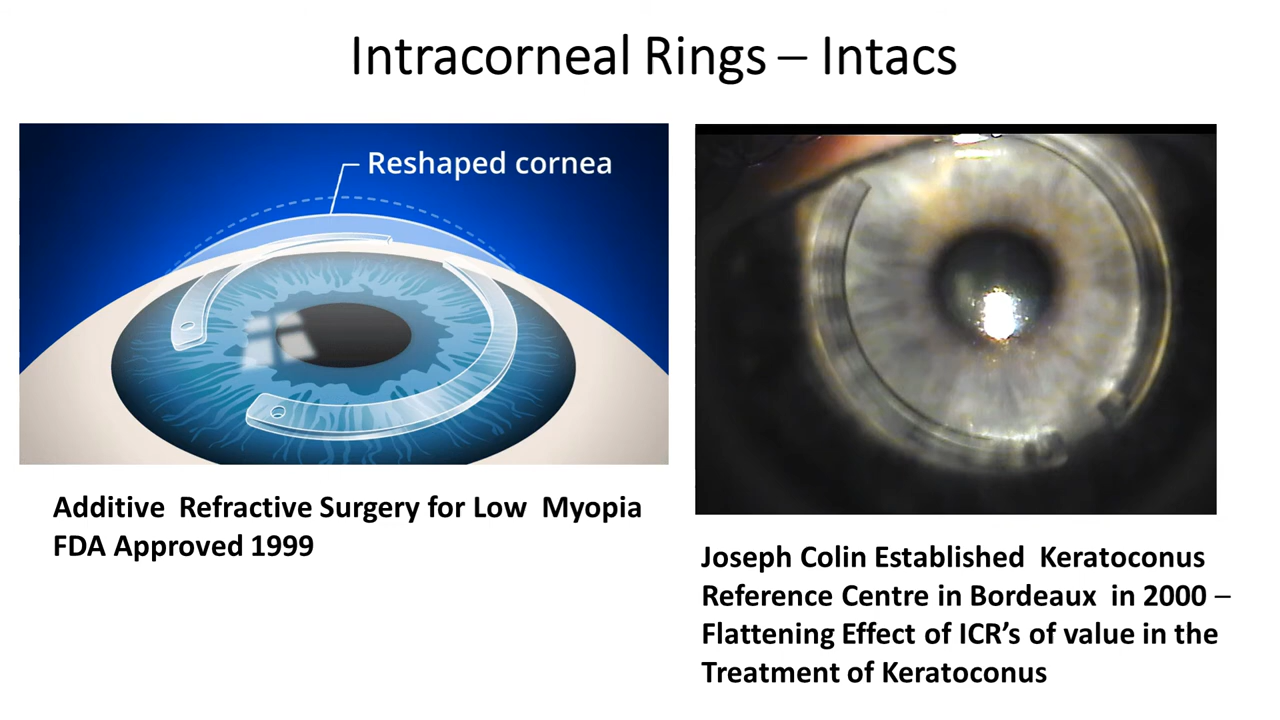 Intracorneal Rings – Intacs
Reshaped cornea
Additive  Refractive Surgery for Low  Myopia
FDA Approved 1999
Joseph Colin Established  Keratoconus
Reference Centre in Bordeaux  in 2000 –
Flattening Effect of ICR’s of value in the
Treatment of Keratoconus